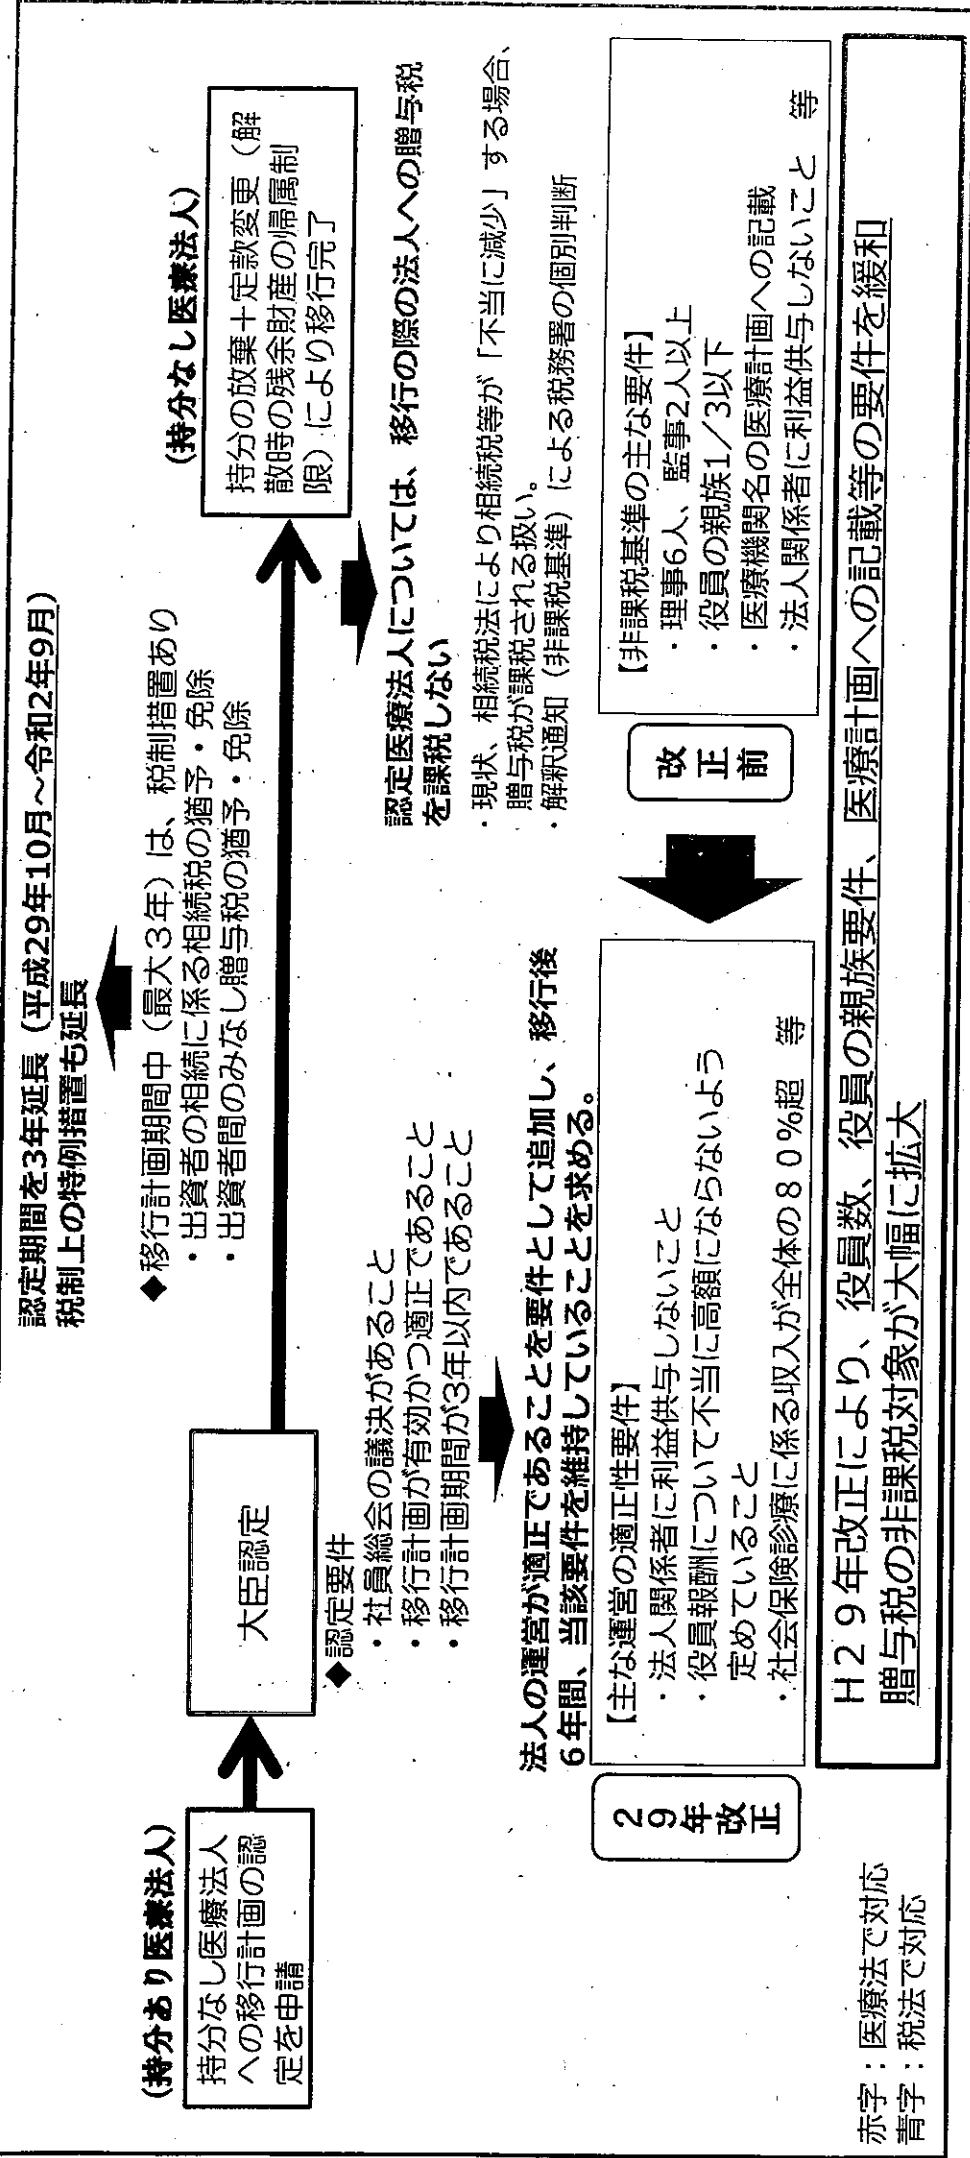 認定期間を3年延長（平成29年10月～令和2年9月）
税制上の特例措置も延長
◆移行計画期間中（最大3年）は、税制措置あり
・出資者の相続に係る相続税の猶予・免除
・出資者間のみなし贈与税の猶予・免除
（持分あり医療法人）
持分なし医療法人
への移行計画の認
定を申請
大臣認定
（持分なし医療法人）
持分の放棄＋定款変更（解
散時の残余財産の帰属制
限）により移行完了
◆認定要件
・社員総会の議決があること
・移行計画が有効かつ適正であること
・移行計画期間が3年以内であること
認定医療法人については、移行の際の法人への贈与税
を課税しない
・現状、相続税法により相続税等が「不当に減少」する場合、
贈与税が課税される扱い。
・解釈通知（非課税基準）による税務署の個別判断
法人の運営が適正であることを要件として追加し、移行後
6年間、当該要件を維持していることを求める。
29年改正
【主な運営の適正性要件】
・法人関係者に利益供与しないこと
・役員報酬について不当に高額にならないよう
定めていること
・社会保険診療に係る収入が全体の80％超　等
改正前
【非課税基準の主な要件】
・理事6人、監事2人以上
・役員の親族1/3以下
・医療機関名の医療計画への記載
・法人関係者に利益供与しないこと　等
H29年改正により、役員数、役員の親族要件、医療計画への記載等の要件を緩和
贈与税の非課税対象が大幅に拡大
赤字：医療法で対応
青字：税法で対応